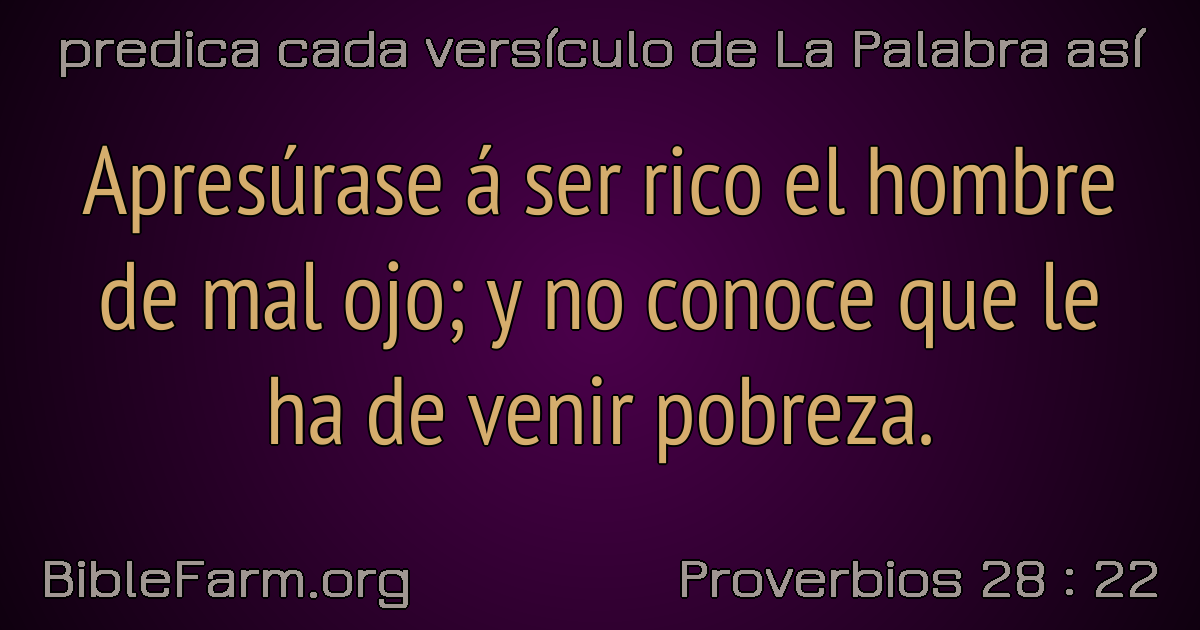 predica cada versículo de La Palabra así
Apresúrase á ser rico el hombre
de mal ojo; y no conoce que le
ha de venir pobreza.
BibleFarm.org
Proverbios 28 : 22